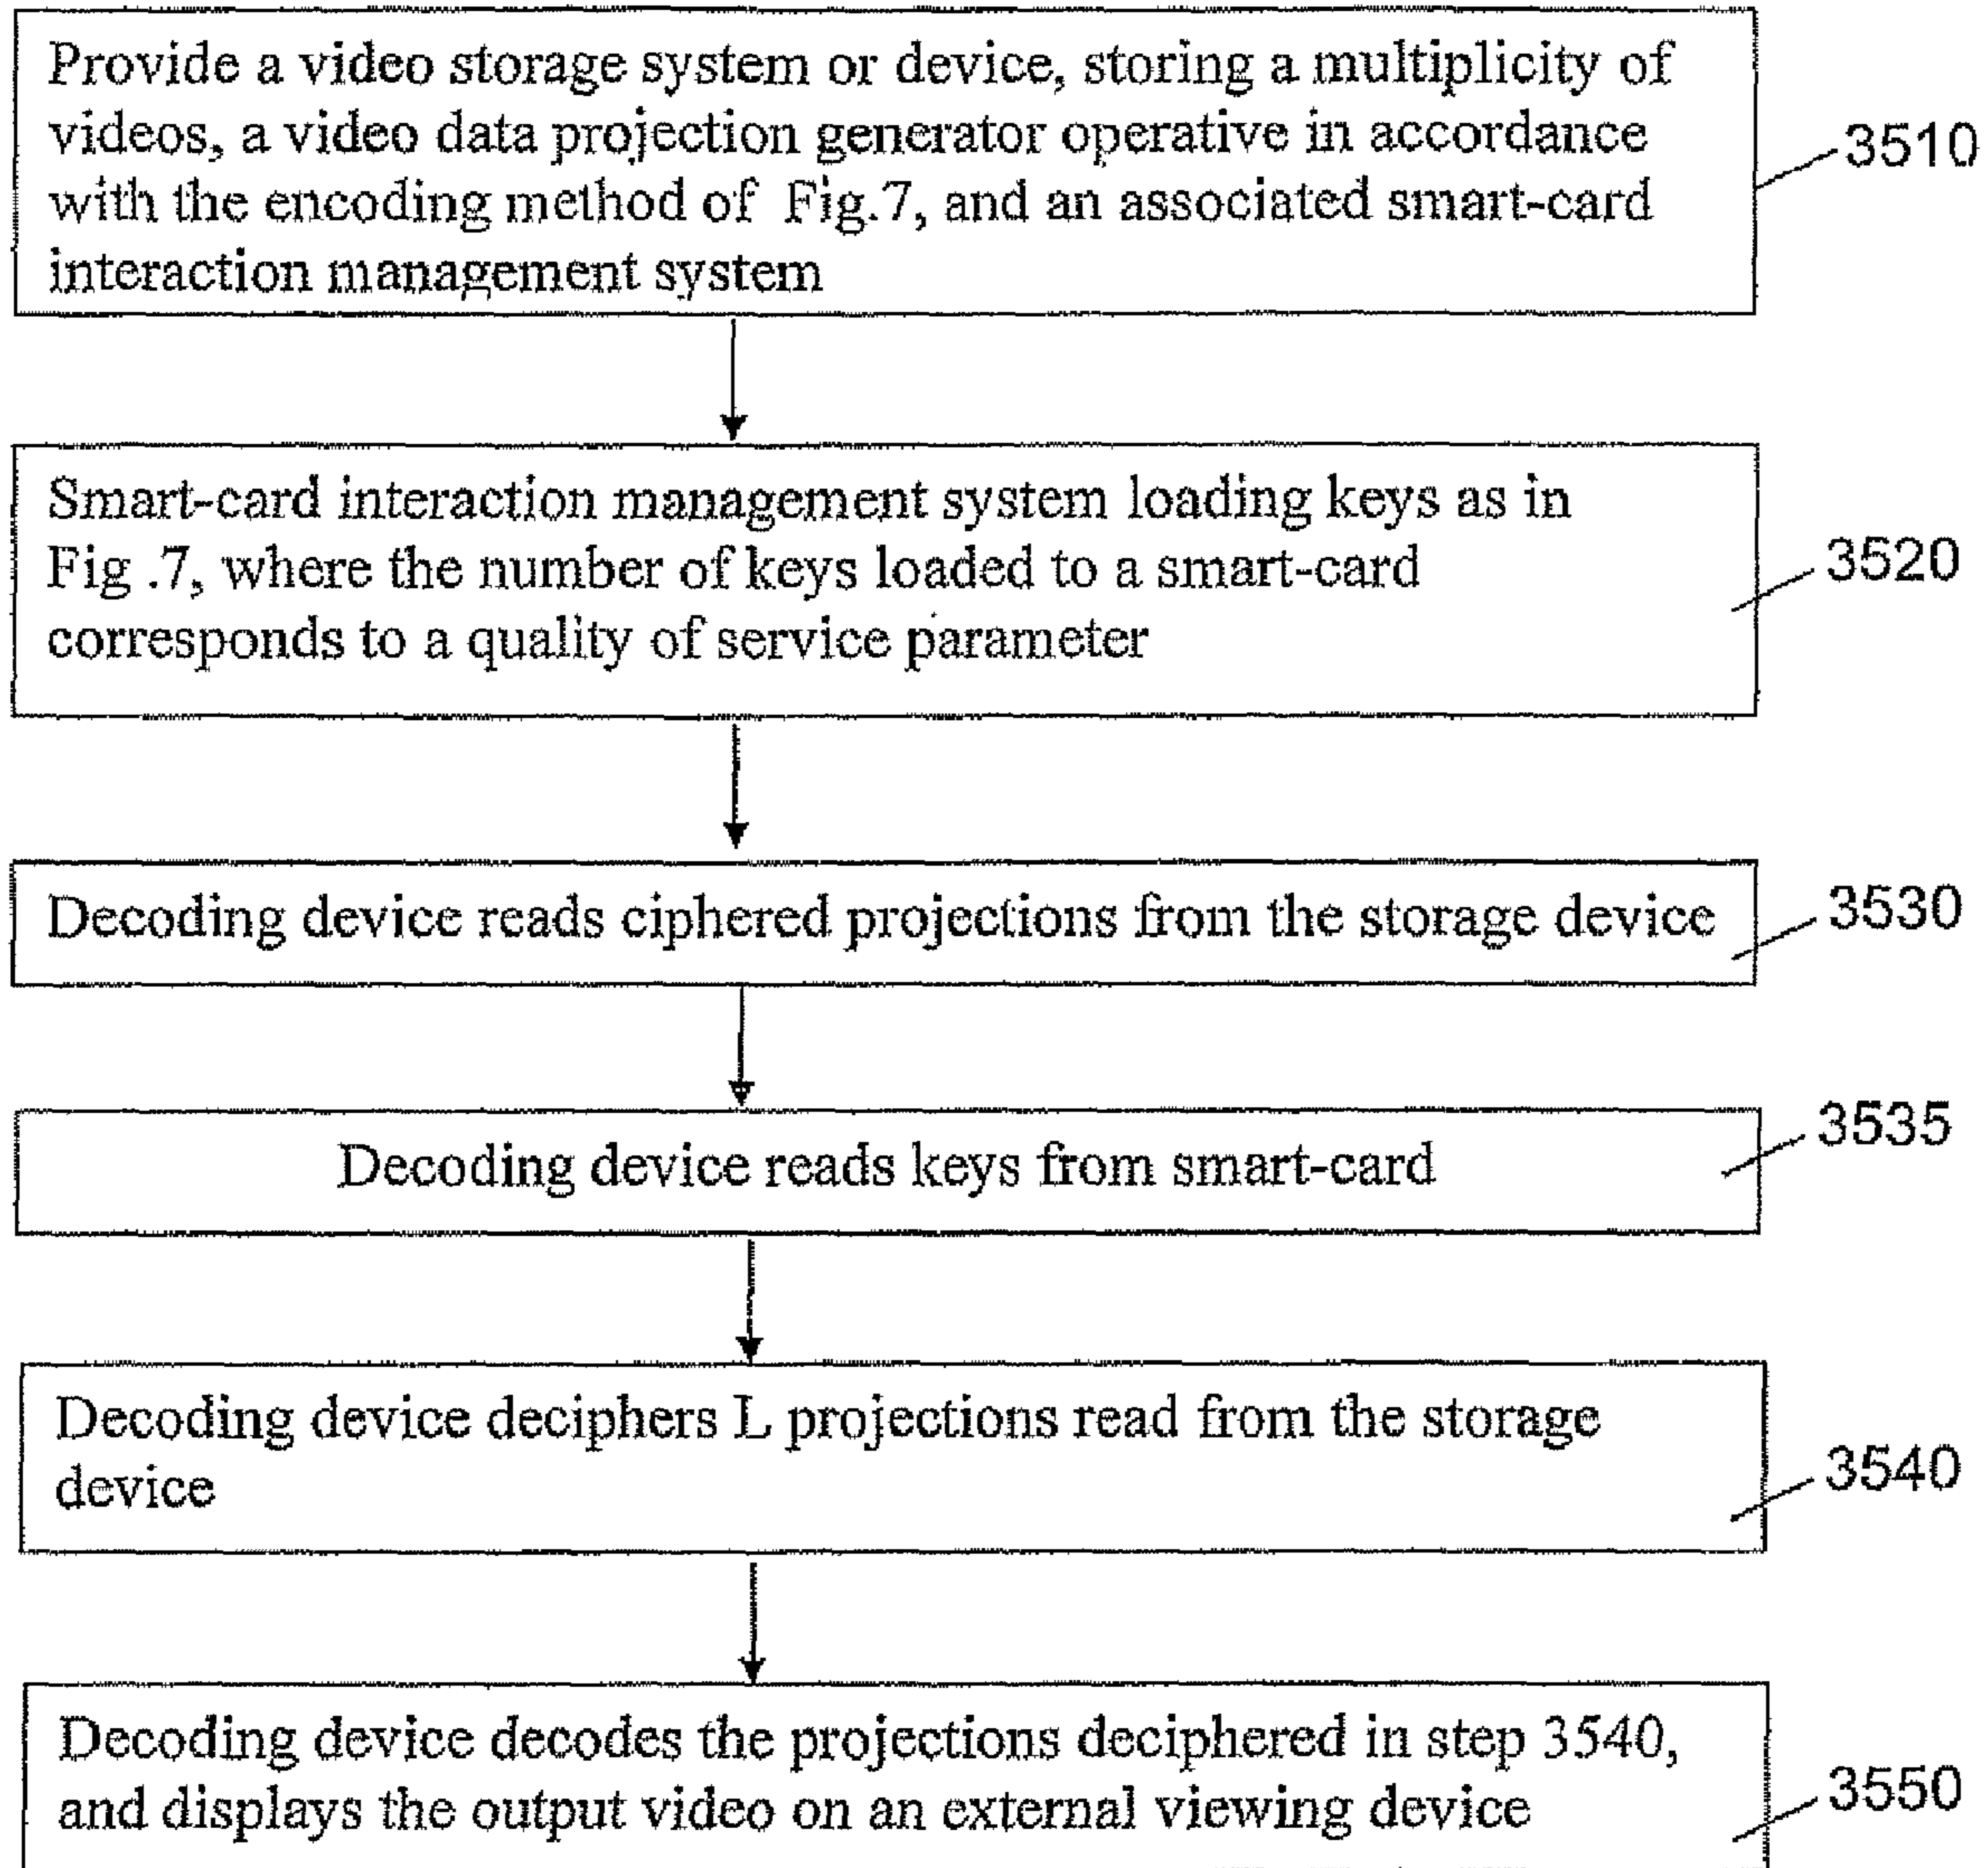 Provide a video storage system or device, storing a multiplicity of
videos, a video data projection generator operative in accordance
with the encoding method of Fig.7, and an associated smart-card
interaction management system
3510
Smart-card interaction management system loading keys as in
Fig .7, where the number of keys loaded to a smart-card
corresponds to a quality of service parameter
3520
Decoding device reads ciphered projections from the storage device
3530
Decoding device reads keys from smart-card
3535
Decoding device deciphers L projections read from the storage
device
3540
Decoding device decodes the projections deciphered in step 3540,
and displays the output video on an external viewing device
3550